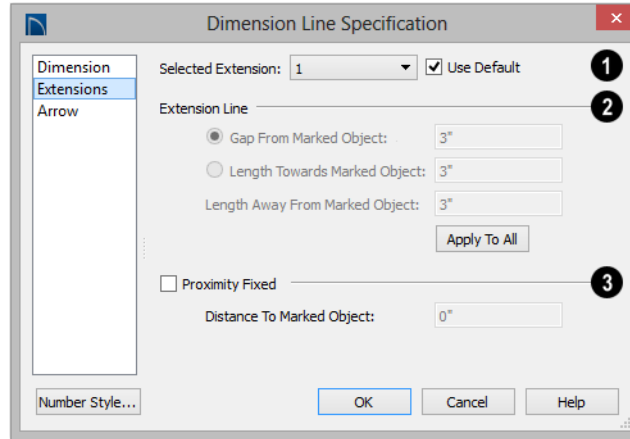 Dimension Line Specification
×
Dimension
Extensions
Arrow
Selected Extension: 1 Use Default 1
Extension Line 2
Gap From Marked Object: 3"
Length Towards Marked Object: 3"
Length Away From Marked Object: 3"
Apply To All
Proximity Fixed 3
Distance To Marked Object: 0"
Number Style... OK Cancel Help